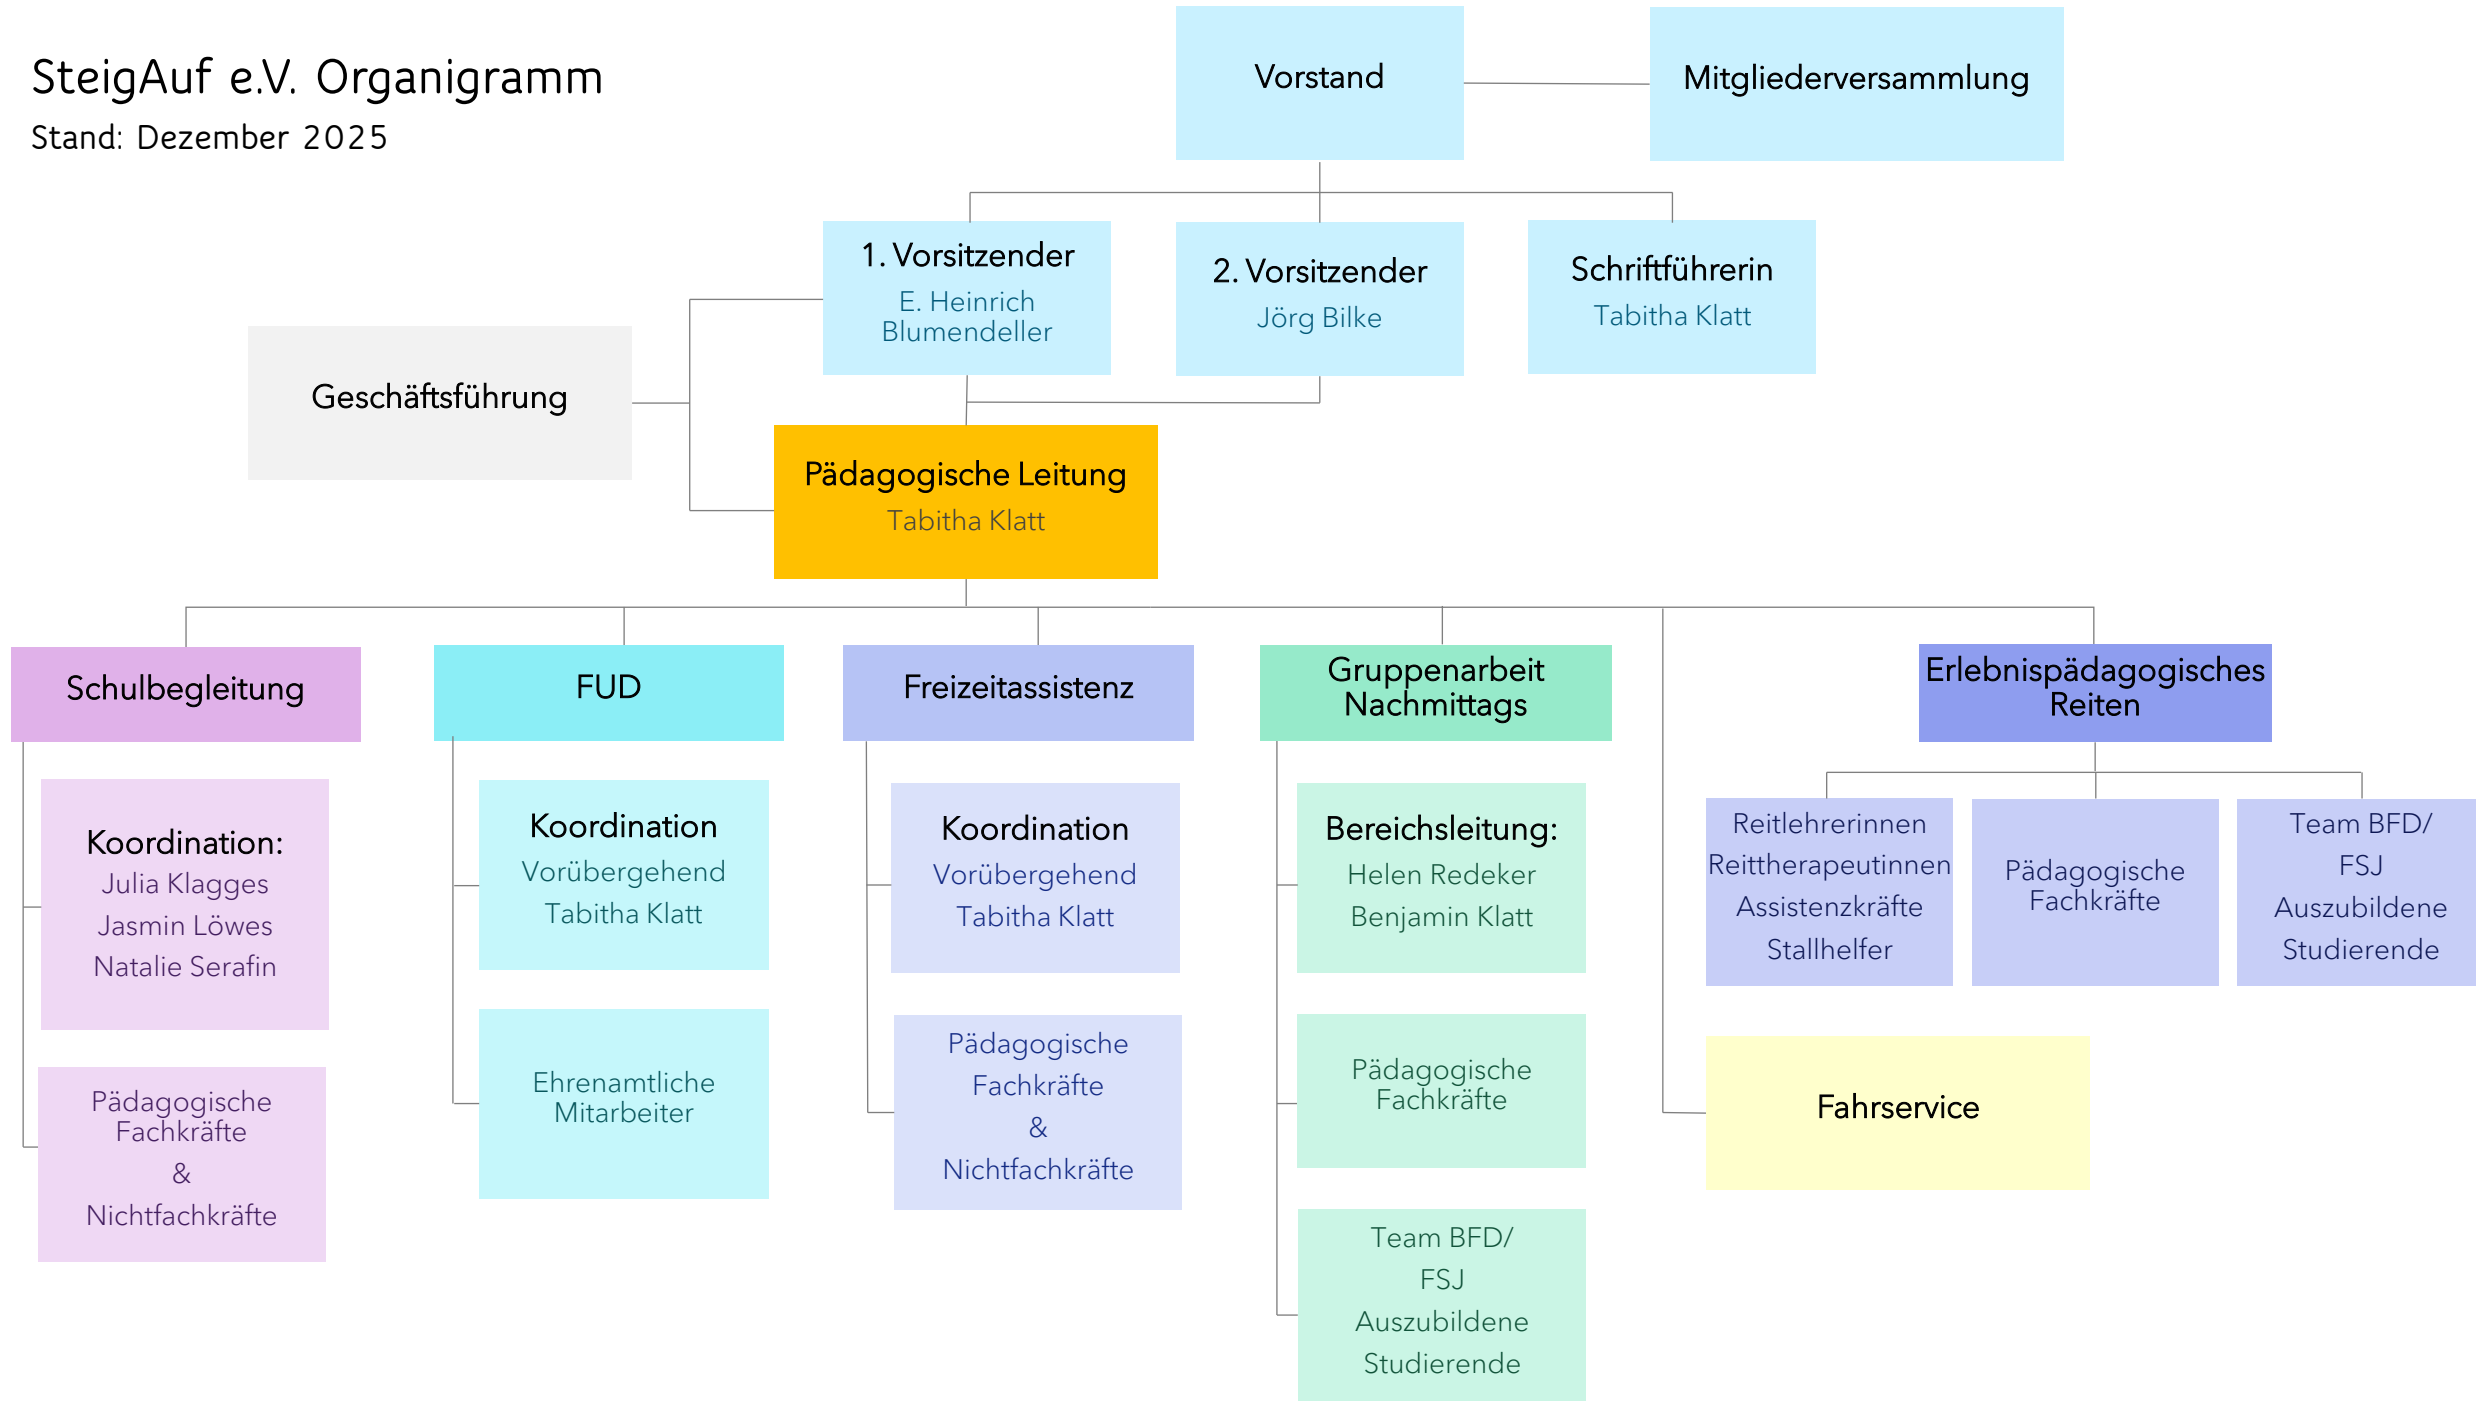 SteigAuf e.V. Organigramm
Stand: Dezember 2025
Vorstand
Mitgliederversammlung
1. Vorsitzender
E. Heinrich
Blumendeller
2. Vorsitzender
Jörg Bilke
Schriftführerin
Tabitha Klatt
Geschäftsführung
Pädagogische Leitung
Tabitha Klatt
Schulbegleitung
Koordination:
Julia Klagges
Jasmin Löwes
Natalie Serafin
Pädagogische
Fachkräfte
&
Nichtfachkräfte
FUD
Koordination
Vorübergehend
Tabitha Klatt
Ehrenamtliche
Mitarbeiter
Freizeitassistenz
Koordination
Vorübergehend
Tabitha Klatt
Pädagogische
Fachkräfte
&
Nichtfachkräfte
Gruppenarbeit
Nachmittags
Bereichsleitung:
Helen Redeker
Benjamin Klatt
Pädagogische
Fachkräfte
Team BFD/
FSJ
Auszubildene
Studierende
Erlebnispädagogisches
Reiten
Reitlehrerinnen
Reittherapeutinnen
Assistenzkräfte
Stallhelfer
Pädagogische
Fachkräfte
Team BFD/
FSJ
Auszubildene
Studierende
Fahrservice